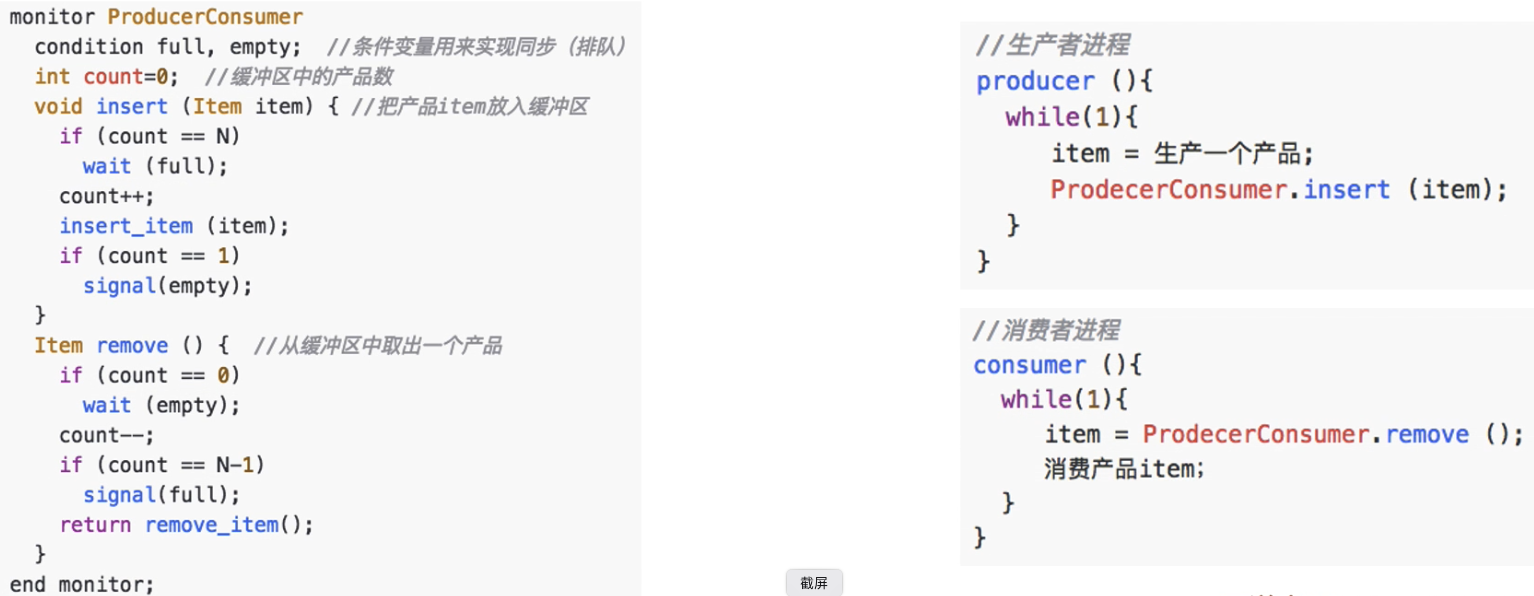 monitor ProducerConsumer
condition full, empty; //条件变量用来实现同步（排队）
int count=0; //缓冲区中的产品数
void insert (Item item) { //把产品item放入缓冲区
if (count == N)
wait (full);
count++;
insert_item (item);
if (count == 1)
signal(empty);
}
Item remove () { //从缓冲区中取出一个产品
if (count == 0)
wait (empty);
count--;
if (count == N-1)
signal(full);
return remove_item();
}
end monitor;
//生产者进程
producer (){
while(1){
item = 生产一个产品;
ProdecerConsumer.insert (item);
}
}
//消费者进程
consumer (){
while(1){
item = ProdecerConsumer.remove ();
消费产品item;
}
}
截屏